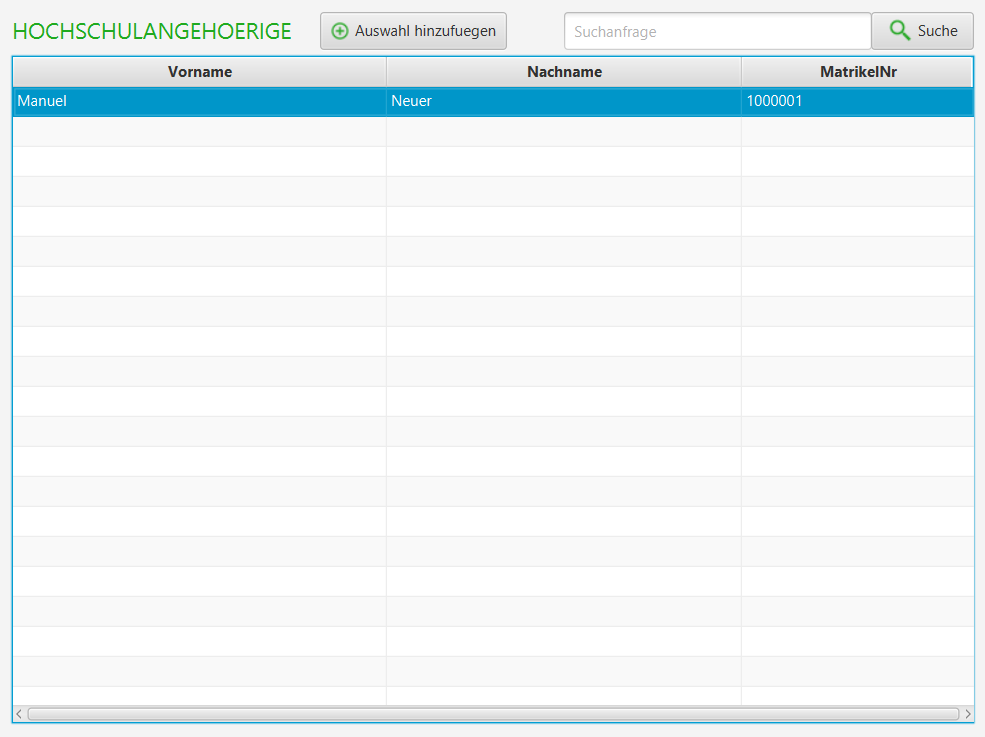 HOCHSCHULANGEHOERIGE Auswahl hinzufuegen Suchanfrage Suche
Vorname Nachname MatrikelNr
Manuel Neuer 1000001